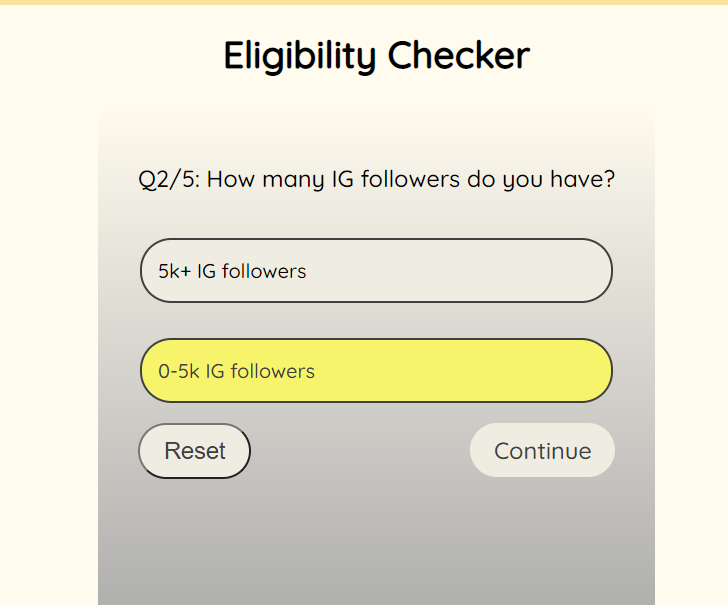 Eligibility Checker
Q2/5: How many IG followers do you have?
5k+ IG followers
0-5k IG followers
Reset
Continue